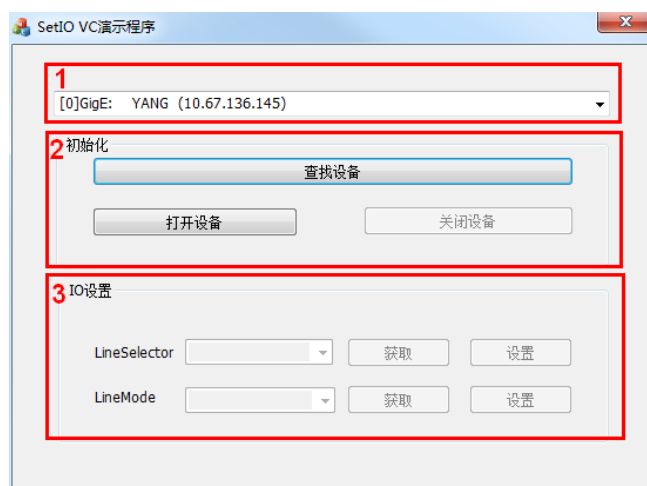 SetIO VC演示程序
1
[0]GigE: YANG (10.67.136.145)
2 初始化
查找设备
打开设备 关闭设备
3 IO设置
LineSelector 获取 设置
LineMode 获取 设置